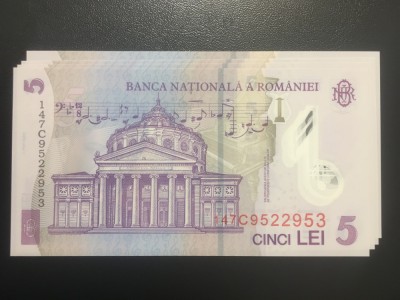 5
BANCA NAȚIONALĂ A ROMÂNIEI
147C9522953
147C9522953
CINCI LEI 5